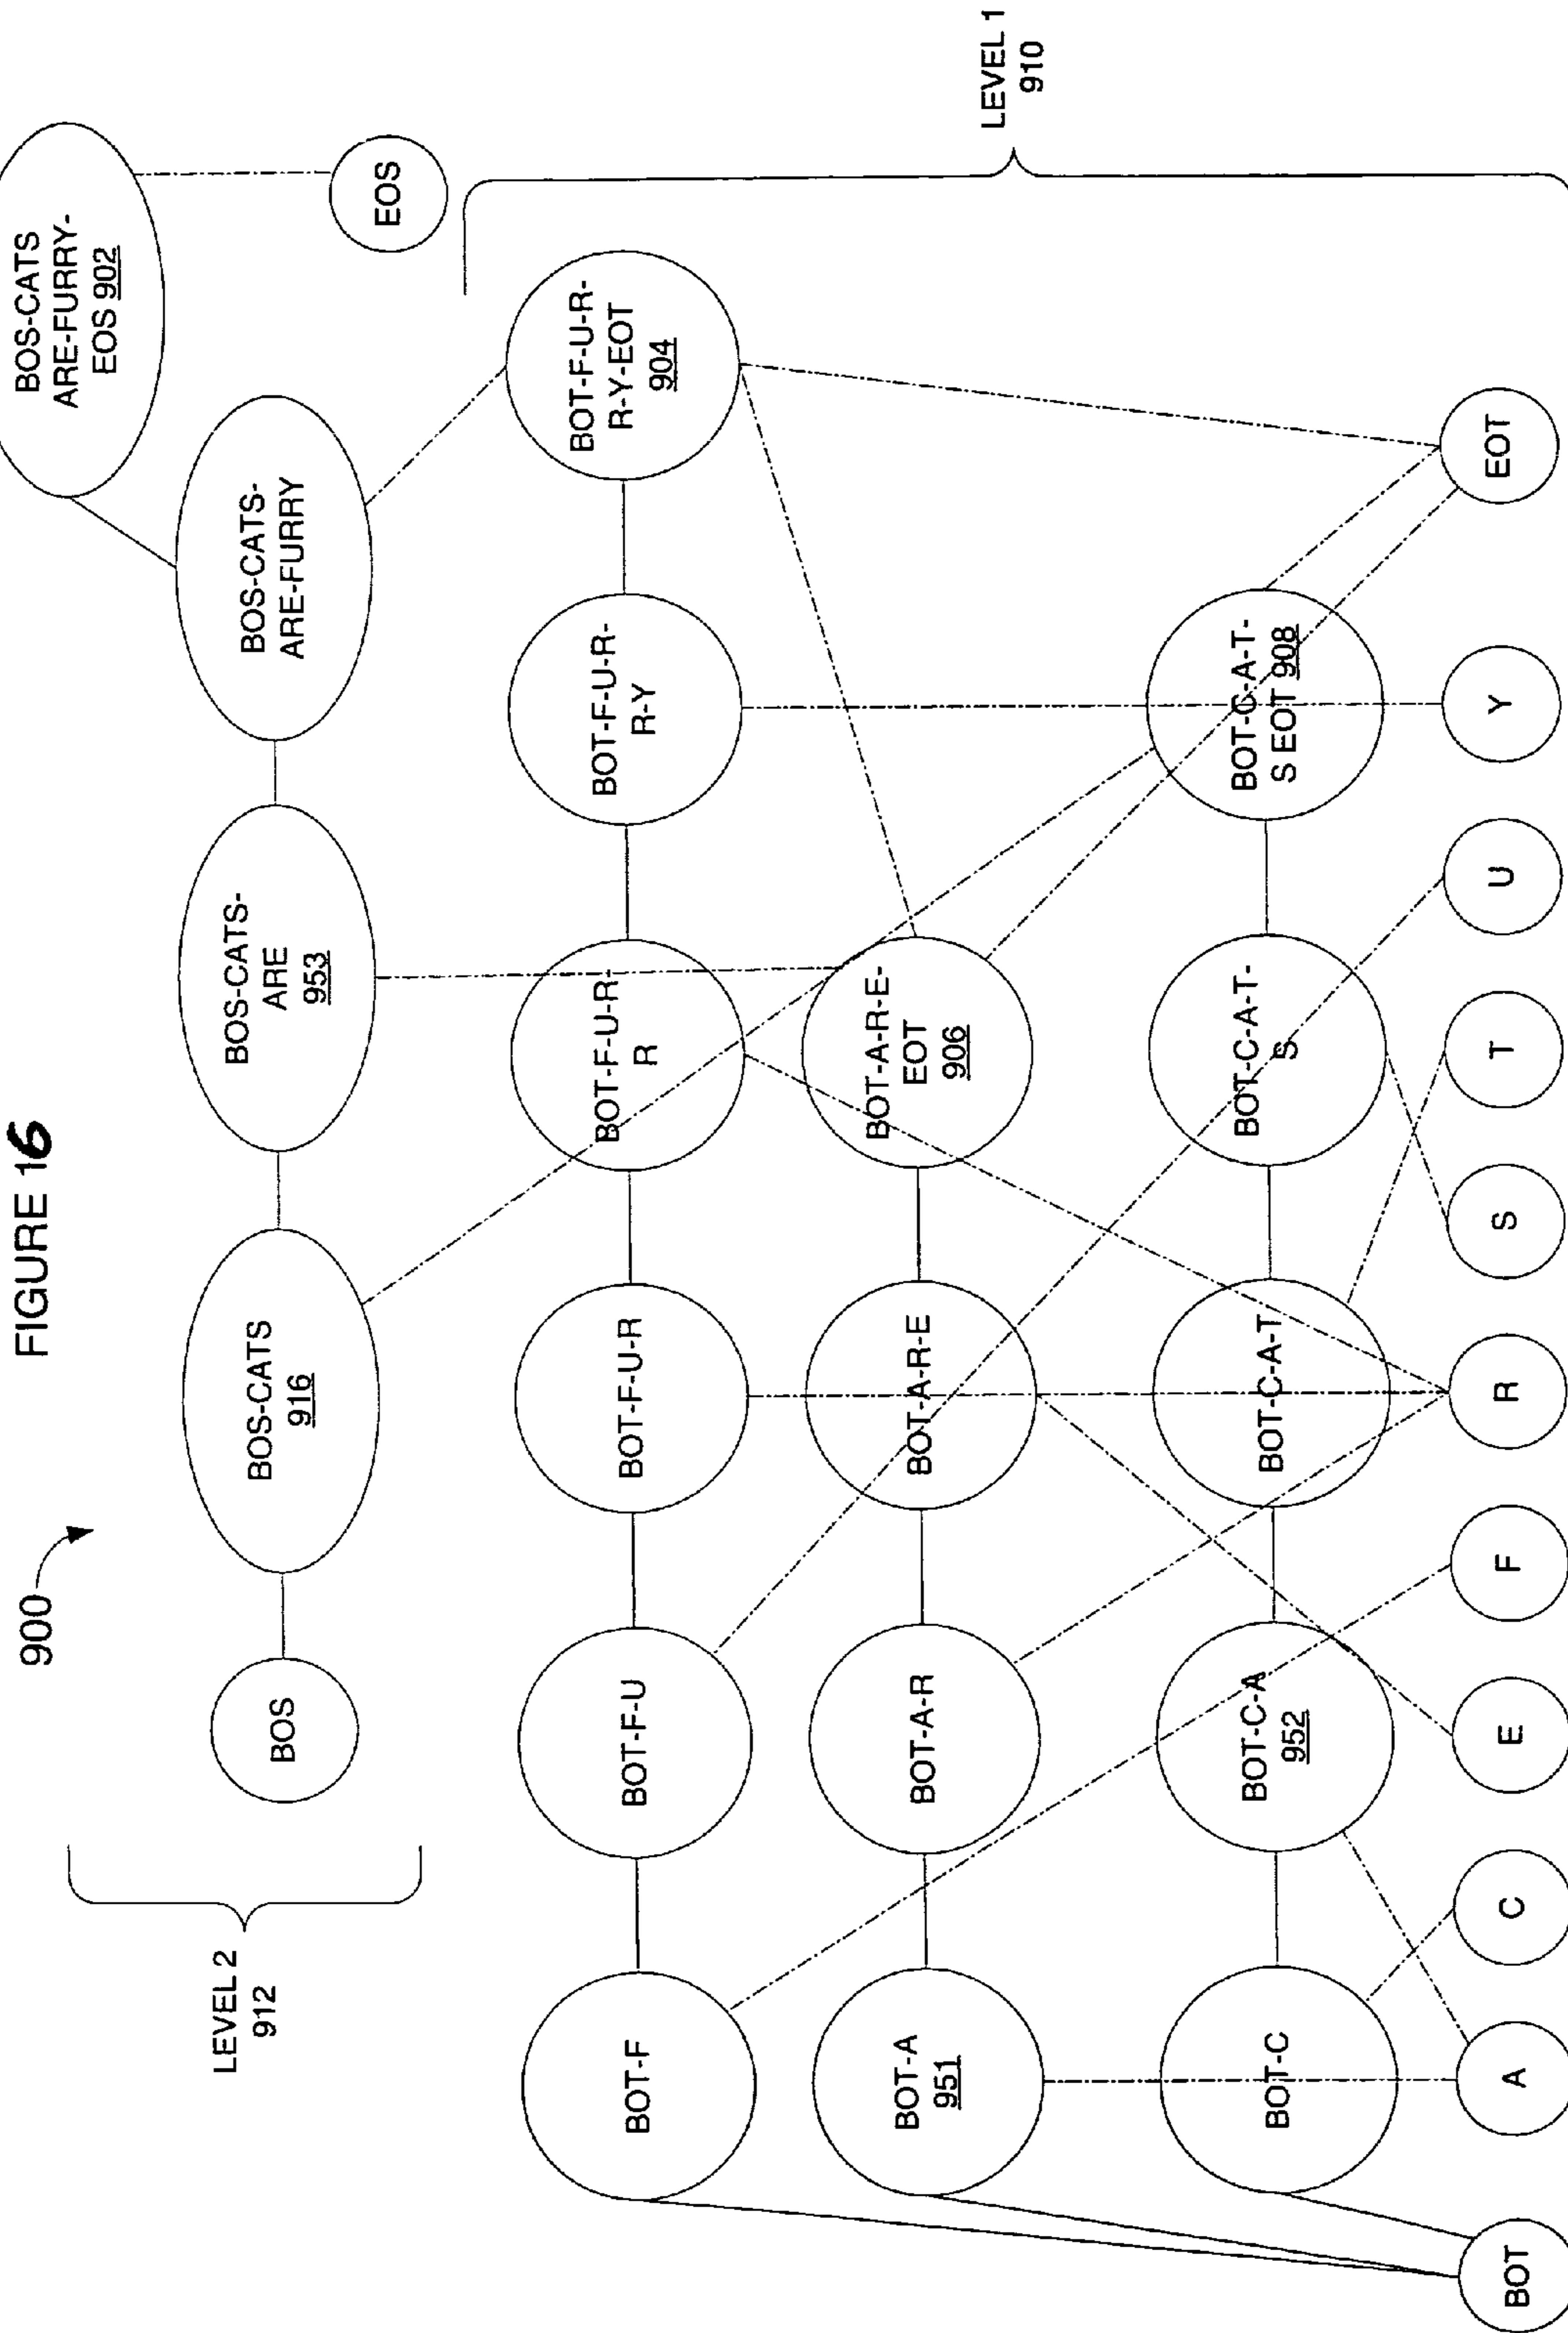 FIGURE 16
900
LEVEL 2
912
BOS
BOS-CATS
916
BOS-CATS-
ARE
953
BOS-CATS-
ARE-FURRY
BOS-CATS
ARE-FURRY-
EOS 902
EOS
LEVEL 1
910
BOT-F
BOT-F-U
BOT-F-U-R
BOT-F-U-R-
R
BOT-F-U-R-
R-Y
BOT-F-U-R-
R-Y-EOT
904
BOT-A
951
BOT-A-R
BOT-A-R-E
BOT-A-R-E-
EOT
906
BOT-C
BOT-C-A
952
BOT-C-A-T
BOT-C-A-T-
S
BOT-C-A-T-
S EOT 908
BOT
A
C
E
F
R
S
T
U
Y
EOT